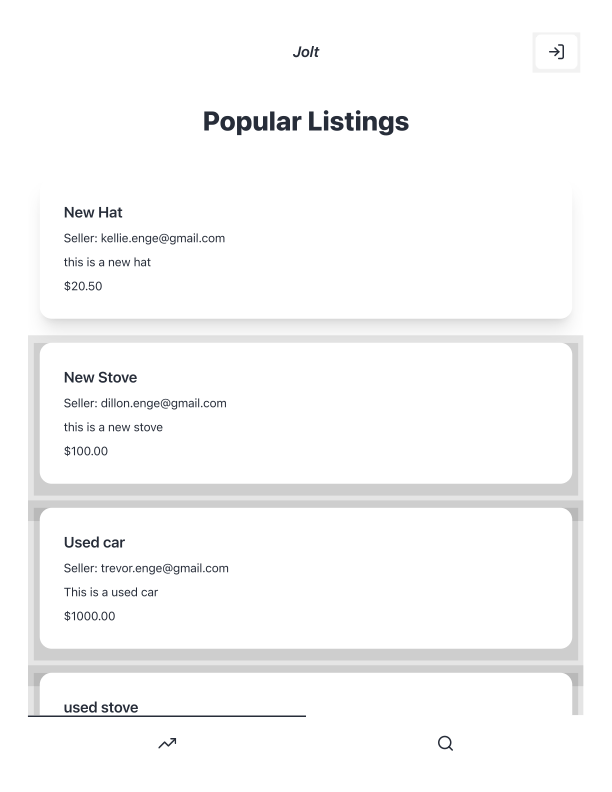 Jolt
Popular Listings
New Hat
Seller: kellie.enge@gmail.com
this is a new hat
$20.50
New Stove
Seller: dillon.enge@gmail.com
this is a new stove
$100.00
Used car
Seller: trevor.enge@gmail.com
This is a used car
$1000.00
used stove